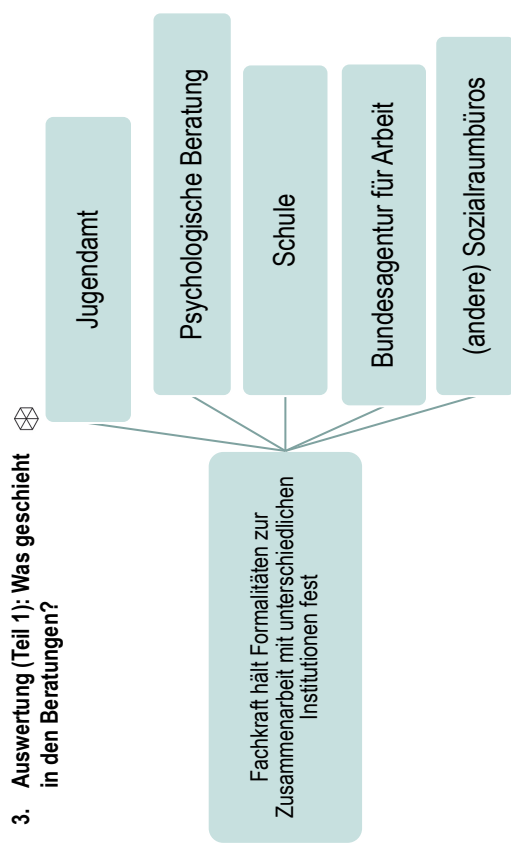 3. Auswertung (Teil 1): Was geschieht
in den Beratungen?
Fachkraft hält Formalitäten zur
Zusammenarbeit mit unterschiedlichen
Institutionen fest
Jugendamt
Psychologische Beratung
Schule
Bundesagentur für Arbeit
(andere) Sozialraumbüros